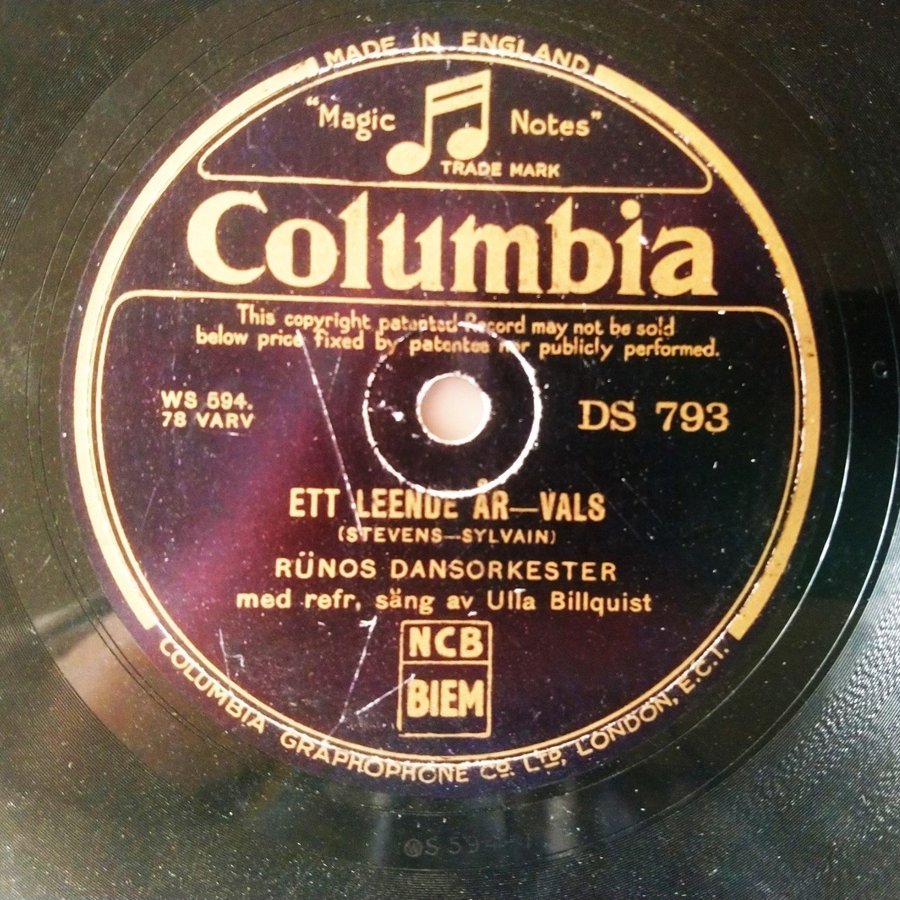 MADE IN ENGLAND
"Magic Notes"
TRADE MARK
Columbia
This copyright patented Record may not be sold
below price fixed by patentee nor publicly performed.
WS 594.
78 VARV
DS 793
ETT LEENDE ÅR—VALS
(STEVENS—SYLVAIN)
RÜNOS DANSORKESTER
med refr. säng av Ulla Billquist
NCB
BIEM
COLUMBIA GRAPHOPHONE CO. LTD, LONDON, E.C.1.